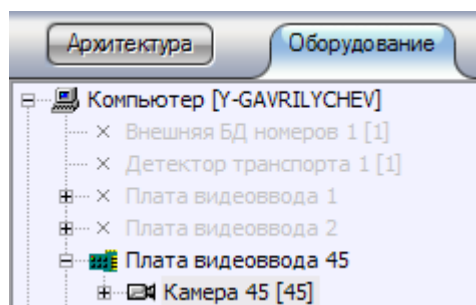 Архитектура Оборудование
Компьютер [Y-GAVRILYCHEV]
Внешняя БД номеров 1 [1]
Детектор транспорта 1 [1]
Плата видеоввода 1
Плата видеоввода 2
Плата видеоввода 45
Камера 45 [45]